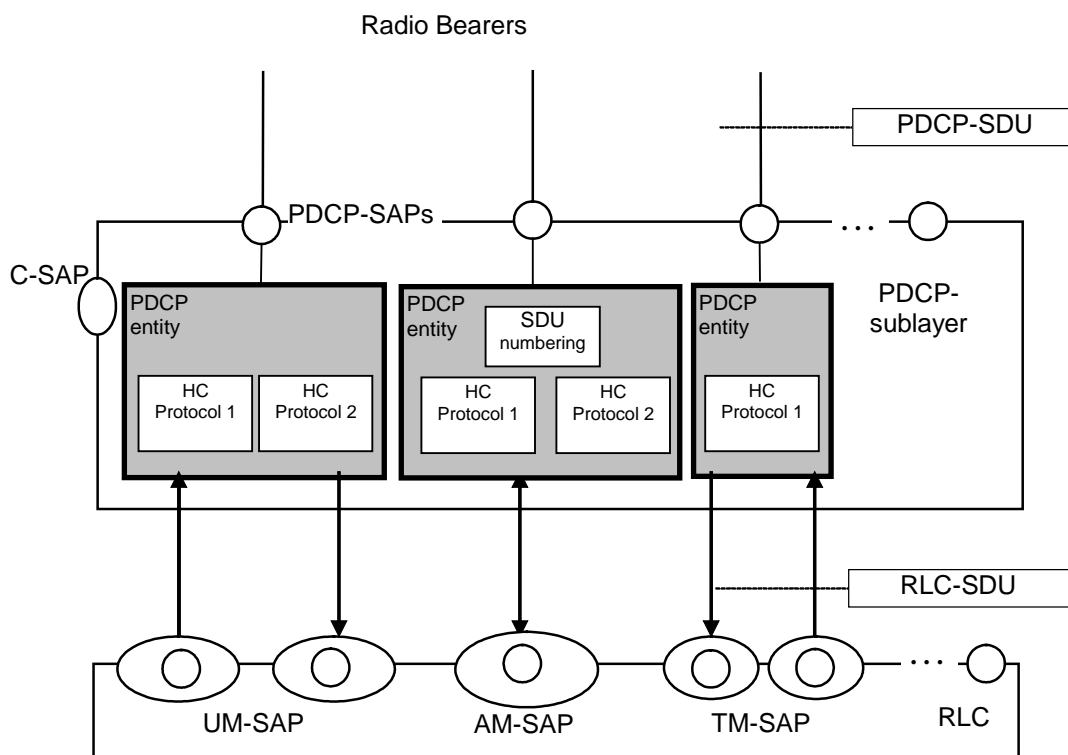 Radio Bearers
PDCP-SDU
PDCP-SAPs
...
C-SAP
PDCP
entity
PDCP
entity
SDU
numbering
PDCP
entity
PDCP-
sublayer
HC
Protocol 1
HC
Protocol 2
HC
Protocol 1
HC
Protocol 2
HC
Protocol 1
RLC-SDU
...
UM-SAP
AM-SAP
TM-SAP
RLC